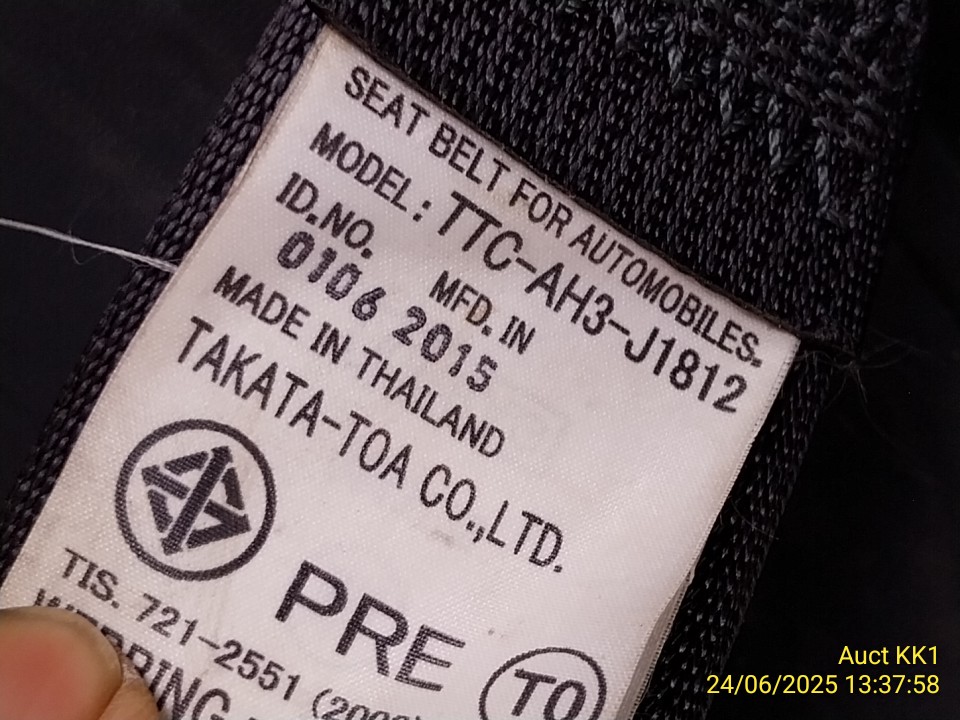 SEAT BELT FOR AUTOMOBILES.
MODEL: TTC-AH3-J1812
ID.NO. MFD. IN
0106 2015
MADE IN THAILAND
TAKATA-TOA CO.,LTD.
PRE
TO
TIS. 721-2551
Auct KK1
24/06/2025 13:37:58